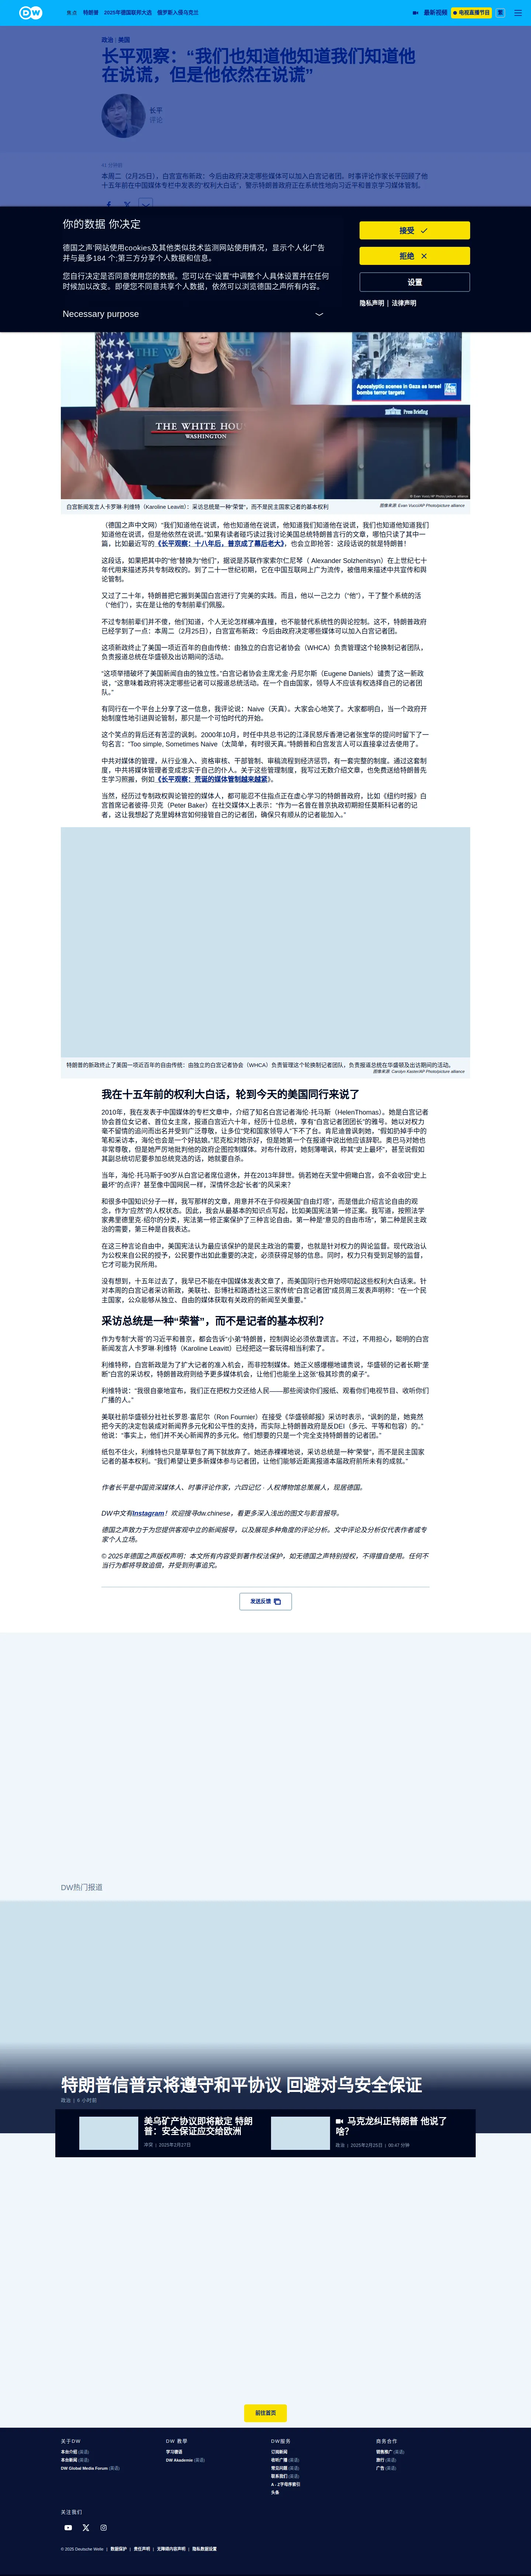 DW
焦点
特朗普
2025年德国联邦大选
俄罗斯入侵乌克兰
最新视频
电视直播节目
繁
政治 | 美国
长平观察：“我们也知道他知道我们知道他
在说谎，但是他依然在说谎”
长平
评论
本周二（2月25日），白宫宣布新政：今后由政府决定哪些媒体可以加入白宫记者团。时事评论作家长平回顾了他
十五年前在中国媒体专栏中发表的“权利大白话”，警示特朗普政府正在系统性地向习近平和普京学习媒体管制。
你的数据 你决定
德国之声'网站使用cookies及其他类似技术监测网站使用情况，显示个人化广告
并与最多184 个;第三方分享个人数据和信息。
您可自行决定是否同意使用您的数据。您可以在“设置”中调整个人具体设置并在任何
时候加以改变。即便您不同意共享个人数据，依然可以浏览德国之声所有内容。
Necessary purpose
接受
拒绝
设置
隐私声明 | 法律声明
THE WHITE HOU
WASHINGTON
Apocalyptic scenes in Gaza as Israel
bombs terror targets
Press Briefing
白宫新闻发言人卡罗琳·利维特（Karoline Leavitt）：采访总统是一种“荣誉”，而不是民主国家记者的基本权利
图像来源: Evan Vucci/AP Photo/picture alliance
（德国之声中文网）“我们知道他在说谎，他也知道他在说谎，他知道我们知道他在说谎，我们也知道他知道我们
知道他在说谎，但是他依然在说谎。”如果有读者碰巧读过我讨论美国总统特朗普言行的文章，哪怕只读了其中一
篇，比如最近写的《长平观察：十八年后，普京成了幕后老大》，也会立即抢答：这段话说的就是特朗普！
这段话，如果把其中的“他”替换为“他们”，据说是苏联作家索尔仁尼琴（ Alexander Solzhenitsyn）在上世纪七十
年代用来描述苏共专制政权的。到了二十一世纪初期，它在中国互联网上广为流传，被借用来描述中共宣传和舆
论管制。
又过了二十年，特朗普把它搬到美国白宫进行了完美的实践。而且，他以一己之力（“他”），干了整个系统的活
（“他们”），实在是让他的专制前辈们佩服。
不过专制前辈们并不傻，他们知道，个人无论怎样横冲直撞，也不能替代系统性的舆论控制。这不，特朗普政府
已经学到了一点：本周二（2月25日），白宫宣布新政：今后由政府决定哪些媒体可以加入白宫记者团。
这项新政终止了美国一项近百年的自由传统：由独立的白宫记者协会（WHCA）负责管理这个轮换制记者团队，
负责报道总统在华盛顿及出访期间的活动。
“这项举措破坏了美国新闻自由的独立性。”白宫记者协会主席尤金·丹尼尔斯（Eugene Daniels）谴责了这一新政
说，“这意味着政府将决定哪些记者可以报道总统活动。在一个自由国家，领导人不应该有权选择自己的记者团
队。”
有同行在一个平台上分享了这一信息，我评论说：Naive（天真）。大家会心地笑了。大家都明白，当一个政府开
始制度性地引进舆论管制，那只是一个可怕时代的开始。
这个笑点的背后还有苦涩的讽刺。2000年10月，时任中共总书记的江泽民怒斥香港记者张宝华的提问时留下了一
句名言：“Too simple, Sometimes Naive（太简单，有时很天真。”特朗普和白宫发言人可以直接拿过去使用了。
中共对媒体的管理，从行业准入、资格审核、干部管制、审稿流程到经济惩罚，有一套完整的制度。通过这套制
度，中共将媒体管理者变成忠实于自己的仆人。关于这些管理制度，我写过无数介绍文章，也免费送给特朗普先
生学习照搬，例如《长平观察：荒诞的媒体管制越来越紧》。
当然，经历过专制政权舆论管控的媒体人，都可能忍不住指点正在虚心学习的特朗普政府，比如《纽约时报》白
宫首席记者彼得·贝克（Peter Baker）在社交媒体X上表示：“作为一名曾在普京执政初期担任莫斯科记者的记
者，这让我想起了克里姆林宫如何接管自己的记者团，确保只有顺从的记者能加入。”
特朗普的新政终止了美国一项近百年的自由传统：由独立的白宫记者协会（WHCA）负责管理这个轮换制记者团队，负责报道总统在华盛顿及出访期间的活动。
图像来源: Carolyn Kaster/AP Photo/picture alliance
我在十五年前的权利大白话，轮到今天的美国同行来说了
2010年，我在发表于中国媒体的专栏文章中，介绍了知名白宫记者海伦·托马斯（HelenThomas）。她是白宫记者
协会首位女记者、首位女主席，报道白宫近六十年，经历十位总统，享有“白宫记者团团长”的雅号。她以对权力
毫不留情的追问而出名并受到广泛尊敬，让多位“党和国家领导人”下不了台。肯尼迪曾讽刺她，“假如扔掉手中的
笔和采访本，海伦也会是一个好姑娘。”尼克松对她示好，但是她第一个在报道中说出他应该辞职。奥巴马对她也
非常尊敬，但是她严厉地批判他的政府企图控制媒体。对布什政府，她刻薄嘲讽，称其“史上最坏”，甚至说假如
其副总统切尼要参加总统竞选的话，她就要自杀。
当年，海伦·托马斯于90岁从白宫记者席位退休，并在2013年辞世。倘若她在天堂中俯瞰白宫，会不会收回“史上
最坏”的点评？甚至像中国网民一样，深情怀念起“长者”的风采来？
和很多中国知识分子一样，我写那样的文章，用意并不在于仰视美国“自由灯塔”，而是借此介绍言论自由的观
念，作为“应然”的人权状态。因此，我会从最基本的知识点写起，比如美国宪法第一修正案。我写道，按照法学
家弗里德里克·绍尔的分类，宪法第一修正案保护了三种言论自由。第一种是“意见的自由市场”，第二种是民主政
治的需要，第三种是自我表达。
在这三种言论自由中，美国宪法认为最应该保护的是民主政治的需要，也就是针对权力的舆论监督。现代政治认
为公权来自公民的授予，公民要作出如此重要的决定，必须获得足够的信息。同时，权力只有受到足够的监督，
它才可能为民所用。
没有想到，十五年过去了，我早已不能在中国媒体发表文章了，而美国同行也开始唠叨起这些权利大白话来。针
对本周的白宫记者采访新政，美联社、彭博社和路透社这三家传统“白宫记者团”成员周三发表声明称：“在一个民
主国家，公众能够从独立、自由的媒体获取有关政府的新闻至关重要。”
采访总统是一种“荣誉”，而不是记者的基本权利？
作为专制“大哥”的习近平和普京，都会告诉“小弟”特朗普，控制舆论必须依靠谎言。不过，不用担心，聪明的白宫
新闻发言人卡罗琳·利维特（Karoline Leavitt）已经把这一套玩得相当利索了。
利维特称，白宫新政是为了扩大记者的准入机会，而非控制媒体。她正义感爆棚地谴责说，华盛顿的记者长期“垄
断”白宫的采访权，特朗普政府则给予更多媒体机会，让他们也能坐上这张“极其珍贵的桌子”。
利维特说：“我很自豪地宣布，我们正在把权力交还给人民——那些阅读你们报纸、观看你们电视节目、收听你们
广播的人。”
美联社前华盛顿分社社长罗恩·富尼尔（Ron Fournier）在接受《华盛顿邮报》采访时表示，“讽刺的是，她竟然
把今天的决定包装成对新闻界多元化和公平性的支持，而实际上特朗普政府是反DEI（多元、平等和包容）的。”
他说：“事实上，他们并不关心新闻界的多元化。他们想要的只是一个完全支持特朗普的记者团。”
纸包不住火，利维特也只是草草包了两下就放弃了。她还赤裸裸地说，采访总统是一种“荣誉”，而不是民主国家
记者的基本权利。“我们希望让更多新媒体参与记者团，让他们能够近距离报道本届政府前所未有的成就。”
作者长平是中国资深媒体人、时事评论作家，六四记忆 · 人权博物馆总策展人，现居德国。
DW中文有Instagram！欢迎搜寻dw.chinese，看更多深入浅出的图文与影音报导。
德国之声致力于为您提供客观中立的新闻报导，以及展现多种角度的评论分析。文中评论及分析仅代表作者或专
家个人立场。
© 2025年德国之声版权声明：本文所有内容受到著作权法保护，如无德国之声特别授权，不得擅自使用。任何不
当行为都将导致追偿，并受到刑事追究。
发送反馈
DW热门报道
特朗普信普京将遵守和平协议 回避对乌安全保证
政治 | 6 小时前
美乌矿产协议即将敲定 特朗
普：安全保证应交给欧洲
冲突 | 2025年2月27日
马克龙纠正特朗普 他说了
啥？
政治 | 2025年2月25日 | 00:47 分钟
前往首页
关于DW
本台介绍 (英语)
本台新闻 (英语)
DW Global Media Forum (英语)
DW 教学
学习德语
DW Akademie (英语)
DW服务
订阅新闻
收听广播 (英语)
常见问题 (英语)
联系我们 (英语)
A - Z字母序索引
头条
商务合作
销售推广 (英语)
旅行 (英语)
广告 (英语)
关注我们
© 2025 Deutsche Welle | 数据保护 | 责任声明 | 无障碍内容声明 | 隐私数据设置